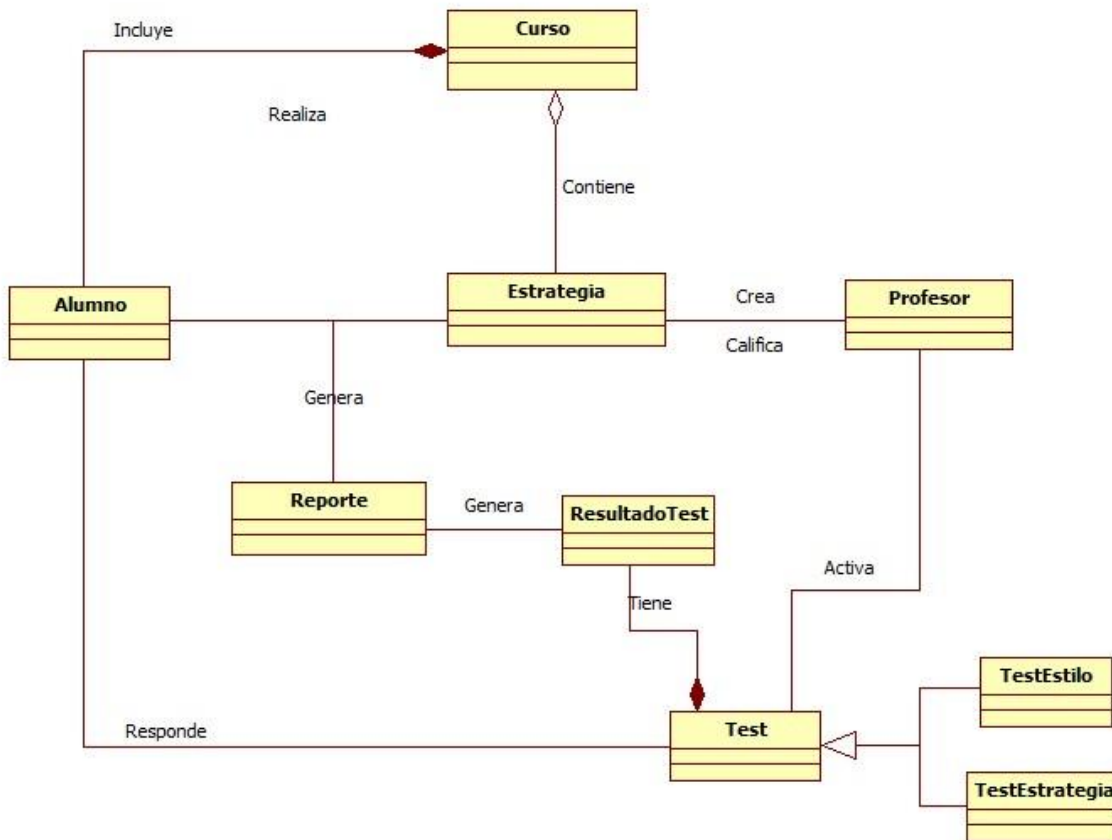 Incluye
Curso
Realiza
Contiene
Alumno
Estrategia
Crea
Profesor
Califica
Genera
Reporte
Genera
ResultadoTest
Activa
Tiene
TestEstilo
Responde
Test
TestEstrategia